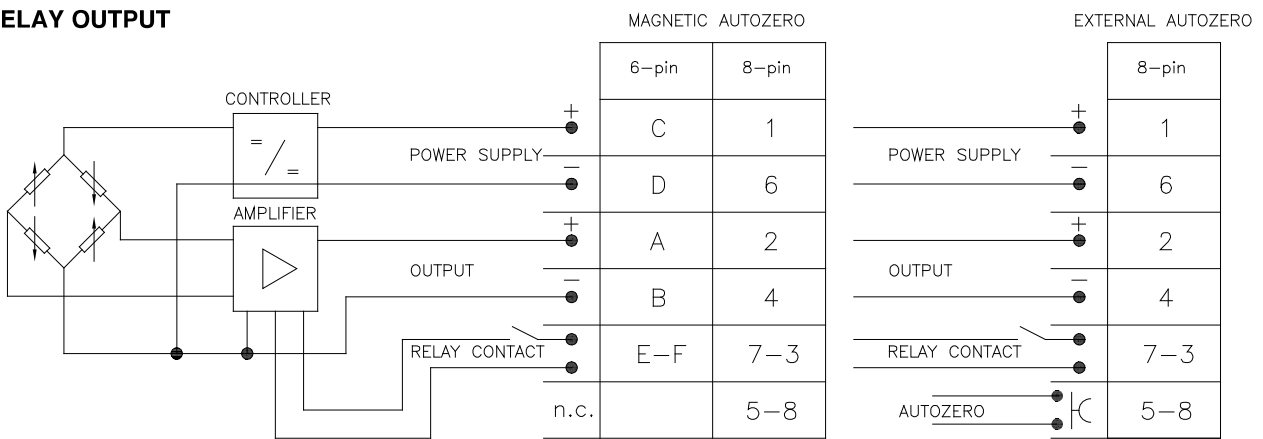 ELAY OUTPUT
MAGNETIC AUTOZERO
EXTERNAL AUTOZERO
6-pin 8-pin
8-pin
CONTROLLER
+ C 1
+ 1
= / =
POWER SUPPLY
POWER SUPPLY
− D 6
− 6
AMPLIFIER
+ A 2
+ 2
OUTPUT
OUTPUT
− B 4
− 4
RELAY CONTACT E-F 7-3
RELAY CONTACT 7-3
n.c. 5-8
AUTOZERO 5-8